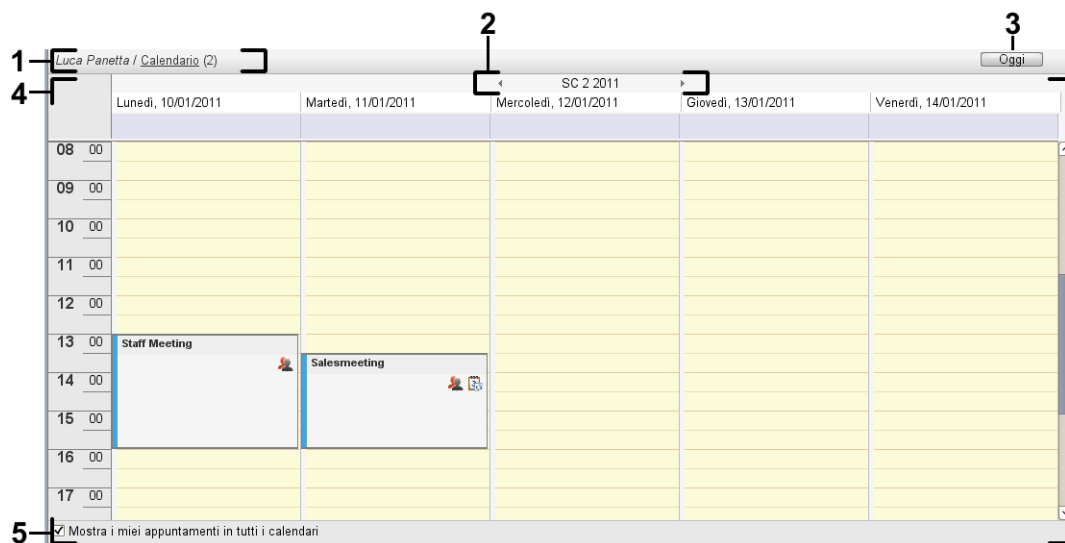 2
3
1
Luca Panetta / Calendario (2)
Oggi
4
SC 2 2011
Lunedì, 10/01/2011
Martedì, 11/01/2011
Mercoledì, 12/01/2011
Giovedì, 13/01/2011
Venerdì, 14/01/2011
08 00
09 00
10 00
11 00
12 00
13 00
Staff Meeting
Salesmeeting
14 00
15 00
16 00
17 00
5
Mostra i miei appuntamenti in tutti i calendari